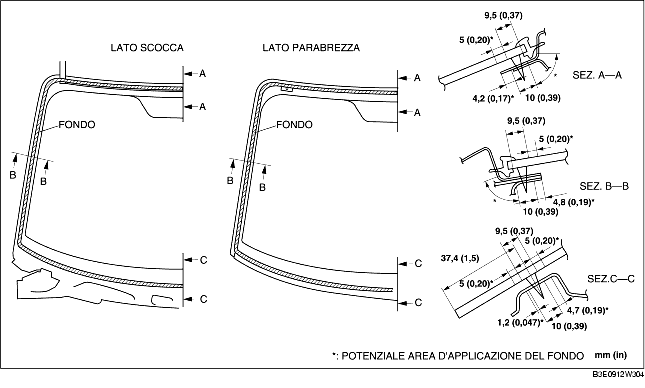 LATO SCOCCA
LATO PARABREZZA
A
A
FONDO
B
B
C
C
A
A
FONDO
B
B
C
C
9,5 (0,37)
5 (0,20)*
*
4,2 (0,17)*
10 (0,39)
SEZ. A—A
9,5 (0,37)
5 (0,20)*
*
4,8 (0,19)*
10 (0,39)
SEZ. B—B
9,5 (0,37)
5 (0,20)*
37,4 (1,5)
5 (0,20)*
4,7 (0,19)*
1,2 (0,047)*
10 (0,39)
SEZ.C—C
*: POTENZIALE AREA D'APPLICAZIONE DEL FONDO mm (in)
B3E0912W304